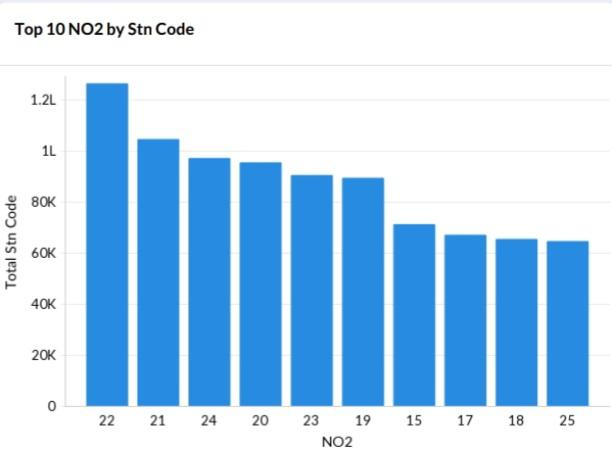 Top 10 NO2 by Stn Code
Total Stn Code
1.2L
1L
80K
60K
40K
20K
0
22 21 24 20 23 19 15 17 18 25
NO2